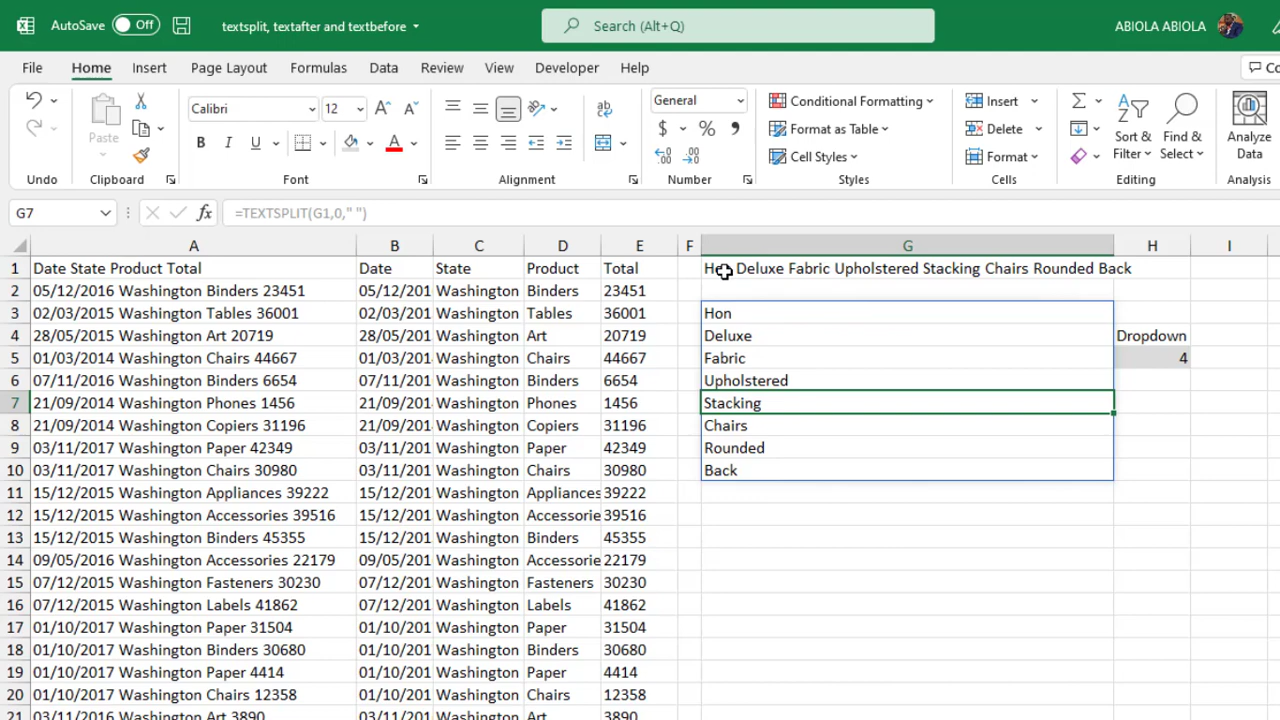 AutoSave Off textsplit, textafter and textbefore Search (Alt+Q) ABIOLA ABIOLA
File Home Insert Page Layout Formulas Data Review View Developer Help
Calibri 12 General Conditional Formatting Insert
Paste Format as Table Delete Sort & Filter Find & Select Analyze Data
Cell Styles Format
Undo Clipboard Font Alignment Number Styles Cells Editing Analysis
G7 fx =TEXTSPLIT(G1,0," ")
A B C D E F G H I
1 Date State Product Total Date State Product Total Deluxe Fabric Upholstered Stacking Chairs Rounded Back
2 05/12/2016 Washington Binders 23451 05/12/201 Washington Binders 23451
3 02/03/2015 Washington Tables 36001 02/03/201 Washington Tables 36001 Hon
4 28/05/2015 Washington Art 20719 28/05/201 Washington Art 20719 Deluxe Dropdown
5 01/03/2014 Washington Chairs 44667 01/03/201 Washington Chairs 44667 Fabric 4
6 07/11/2016 Washington Binders 6654 07/11/201 Washington Binders 6654 Upholstered
7 21/09/2014 Washington Phones 1456 21/09/201 Washington Phones 1456 Stacking
8 21/09/2014 Washington Copiers 31196 21/09/201 Washington Copiers 31196 Chairs
9 03/11/2017 Washington Paper 42349 03/11/201 Washington Paper 42349 Rounded
10 03/11/2017 Washington Chairs 30980 03/11/201 Washington Chairs 30980 Back
11 15/12/2015 Washington Appliances 39222 15/12/201 Washington Appliances 39222
12 15/12/2015 Washington Accessories 39516 15/12/201 Washington Accessorie 39516
13 15/12/2015 Washington Binders 45355 15/12/201 Washington Binders 45355
14 09/05/2016 Washington Accessories 22179 09/05/201 Washington Accessorie 22179
15 07/12/2015 Washington Fasteners 30230 07/12/201 Washington Fasteners 30230
16 07/12/2015 Washington Labels 41862 07/12/201 Washington Labels 41862
17 01/10/2017 Washington Paper 31504 01/10/201 Washington Paper 31504
18 01/10/2017 Washington Binders 30680 01/10/201 Washington Binders 30680
19 01/10/2017 Washington Paper 4414 01/10/201 Washington Paper 4414
20 01/10/2017 Washington Chairs 12358 01/10/201 Washington Chairs 12358
21 03/11/2016 Washington Art 3890 03/11/201 Washington Art 3890